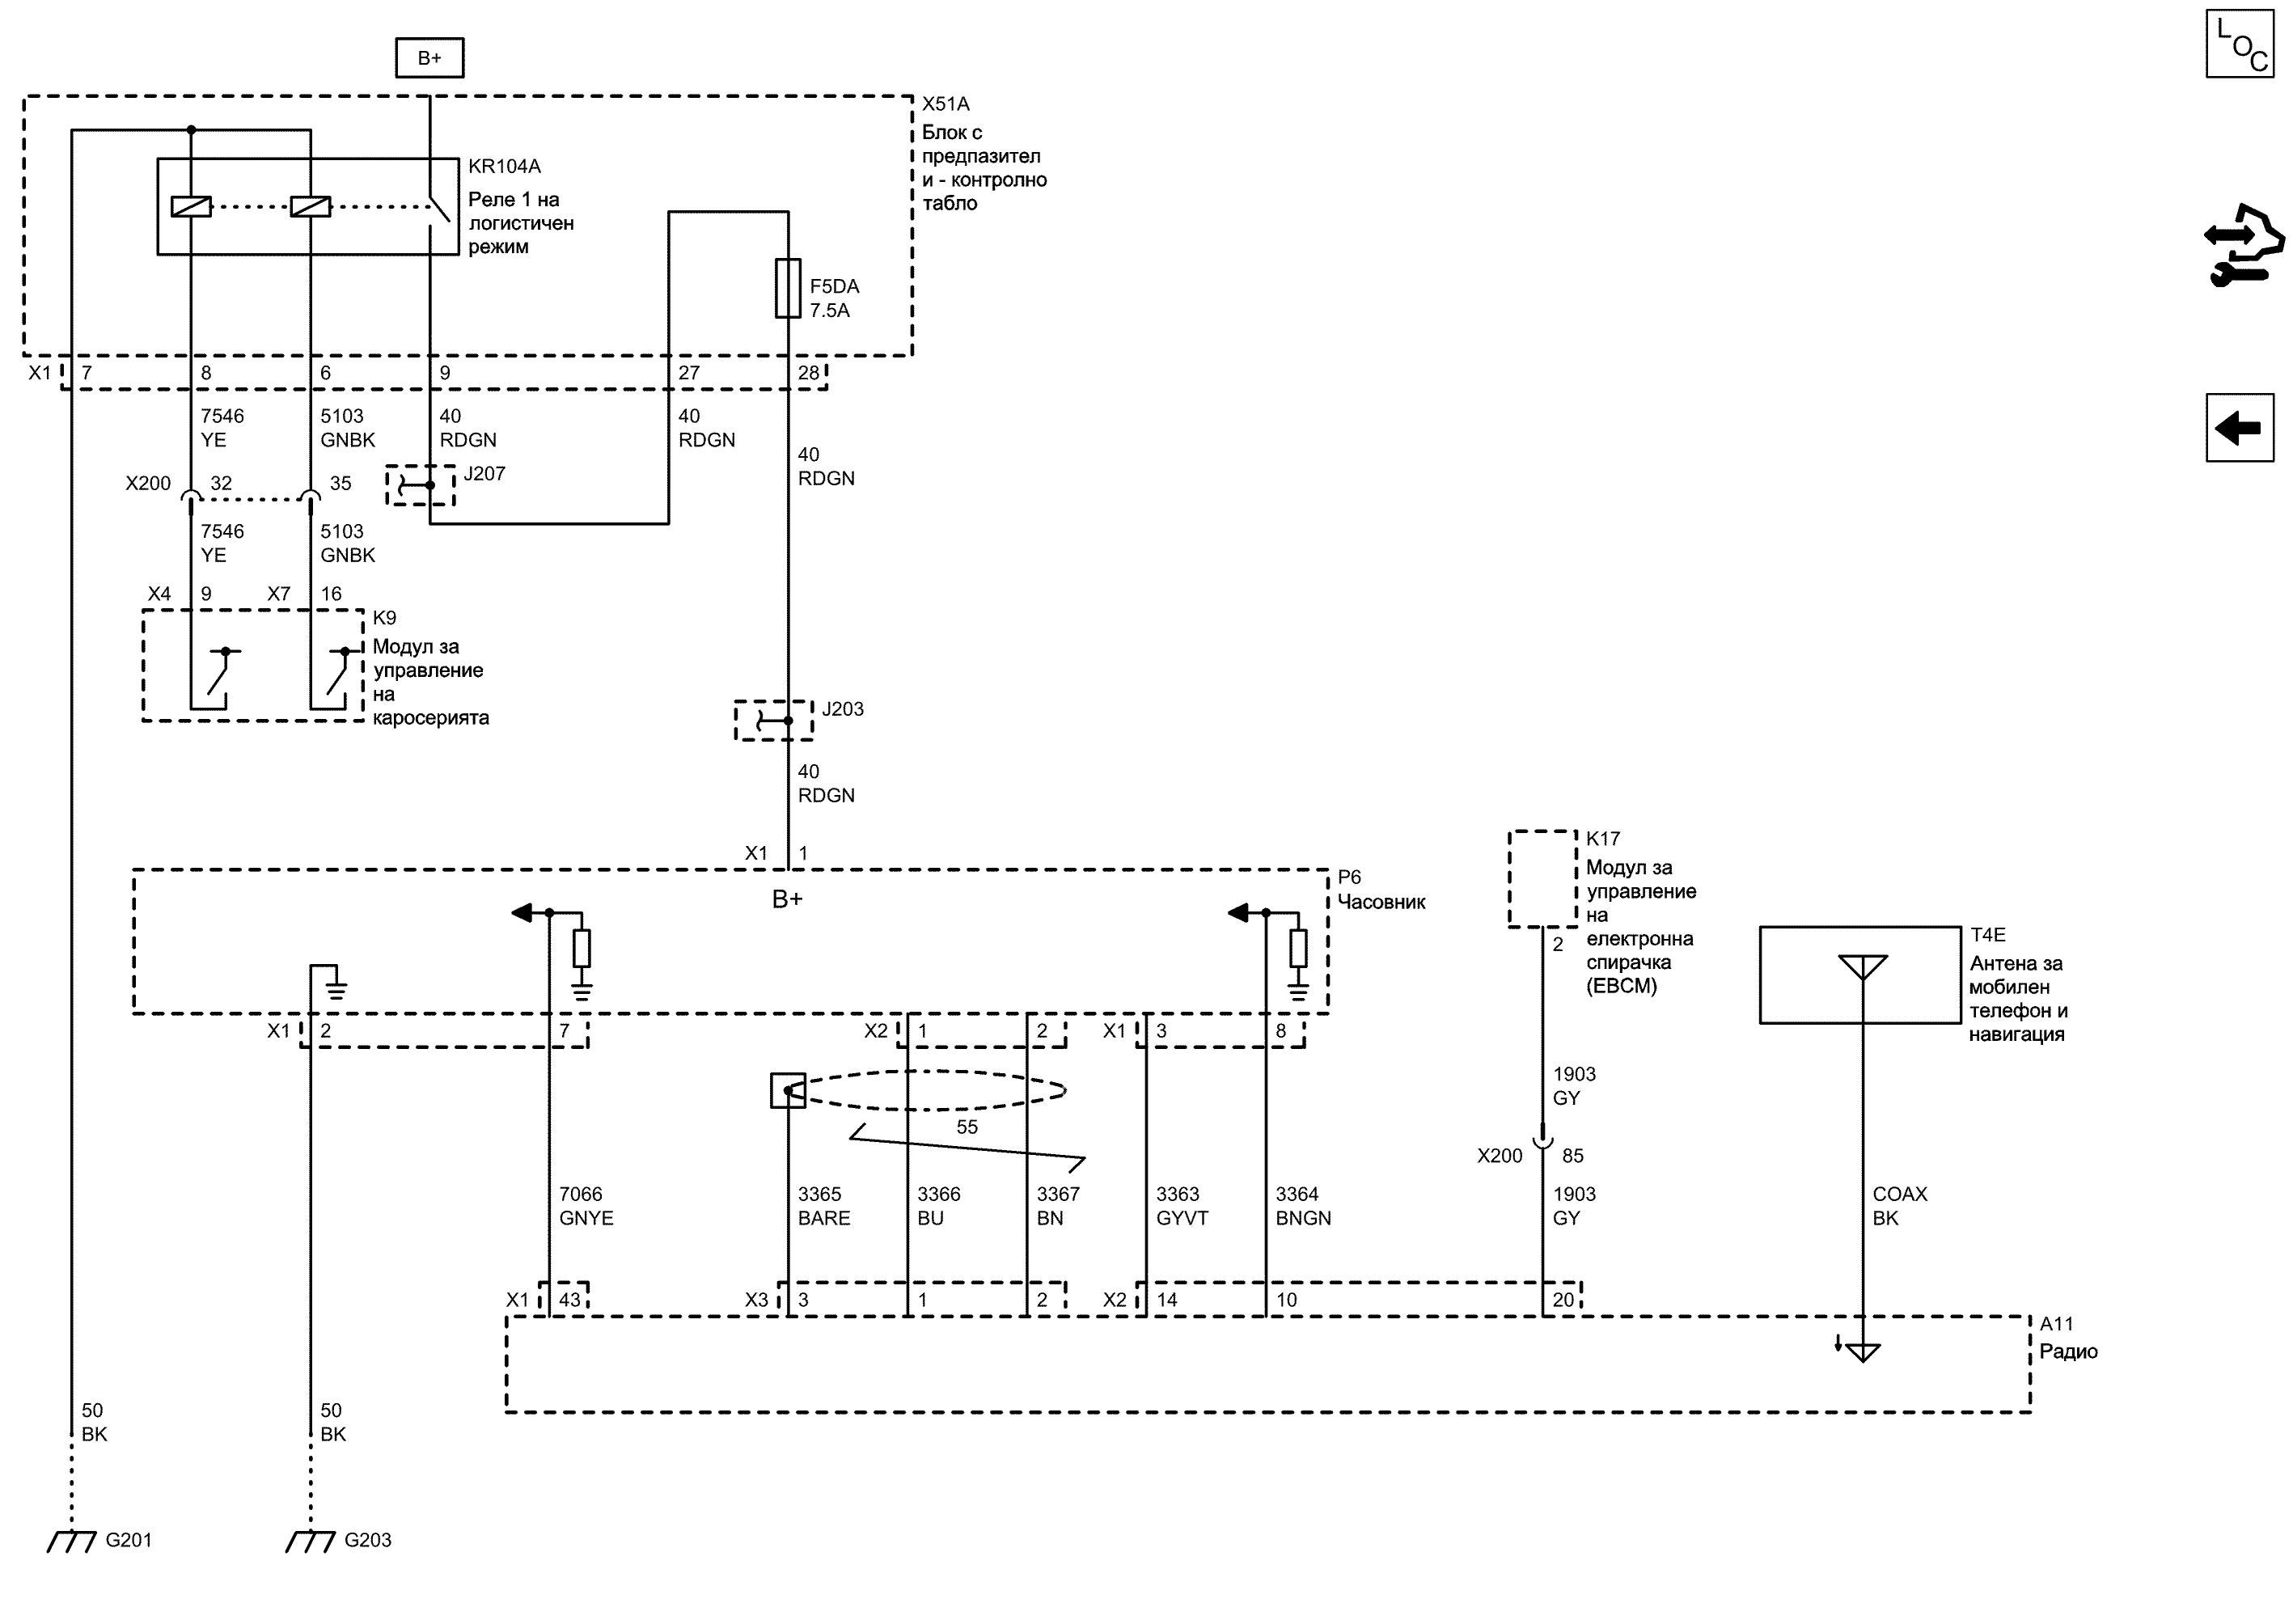 LOC
B+
X51A
Блок с
предпазител
и - контролно
табло
KR104A
Реле 1 на
логистичен
режим
F5DA
7.5A
X1 7 8 6 9 27 28
7546
YE
5103
GNBK
40
RDGN
40
RDGN
40
RDGN
X200 32 35
J207
7546
YE
5103
GNBK
X4 9 X7 16
K9
Модул за
управление
на
каросерията
J203
40
RDGN
X1 1
B+
P6
Часовник
K17
Модул за
управление
на
електронна
спирачка
(EBCM)
2
T4E
Антена за
мобилен
телефон и
навигация
X1 2 7 X2 1 2 X1 3 8
1903
GY
55
X200 85
7066
GNYE
3365
BARE
3366
BU
3367
BN
3363
GYVT
3364
BNGN
1903
GY
COAX
BK
X1 43 X3 3 1 2 X2 14 10 20
A11
Радио
50
BK
50
BK
G201
G203